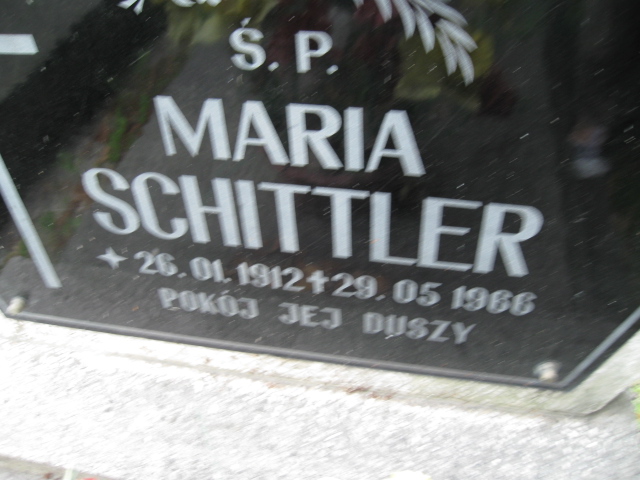 Ś. P.
MARIA
SCHITTLER
26.01.1912 ✝ 29.05 1966
POKÓJ JEJ DUSZY